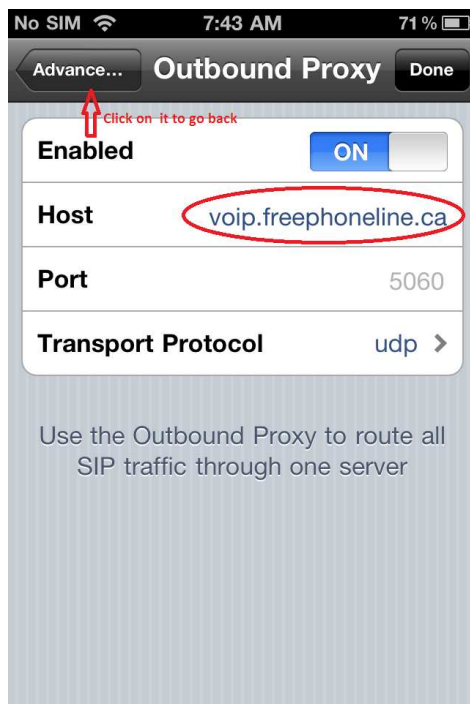 No SIM 7:43 AM 71 %
Advance... Outbound Proxy Done
Click on it to go back
Enabled ON
Host voip.freephoneline.ca
Port 5060
Transport Protocol udp
Use the Outbound Proxy to route all
SIP traffic through one server